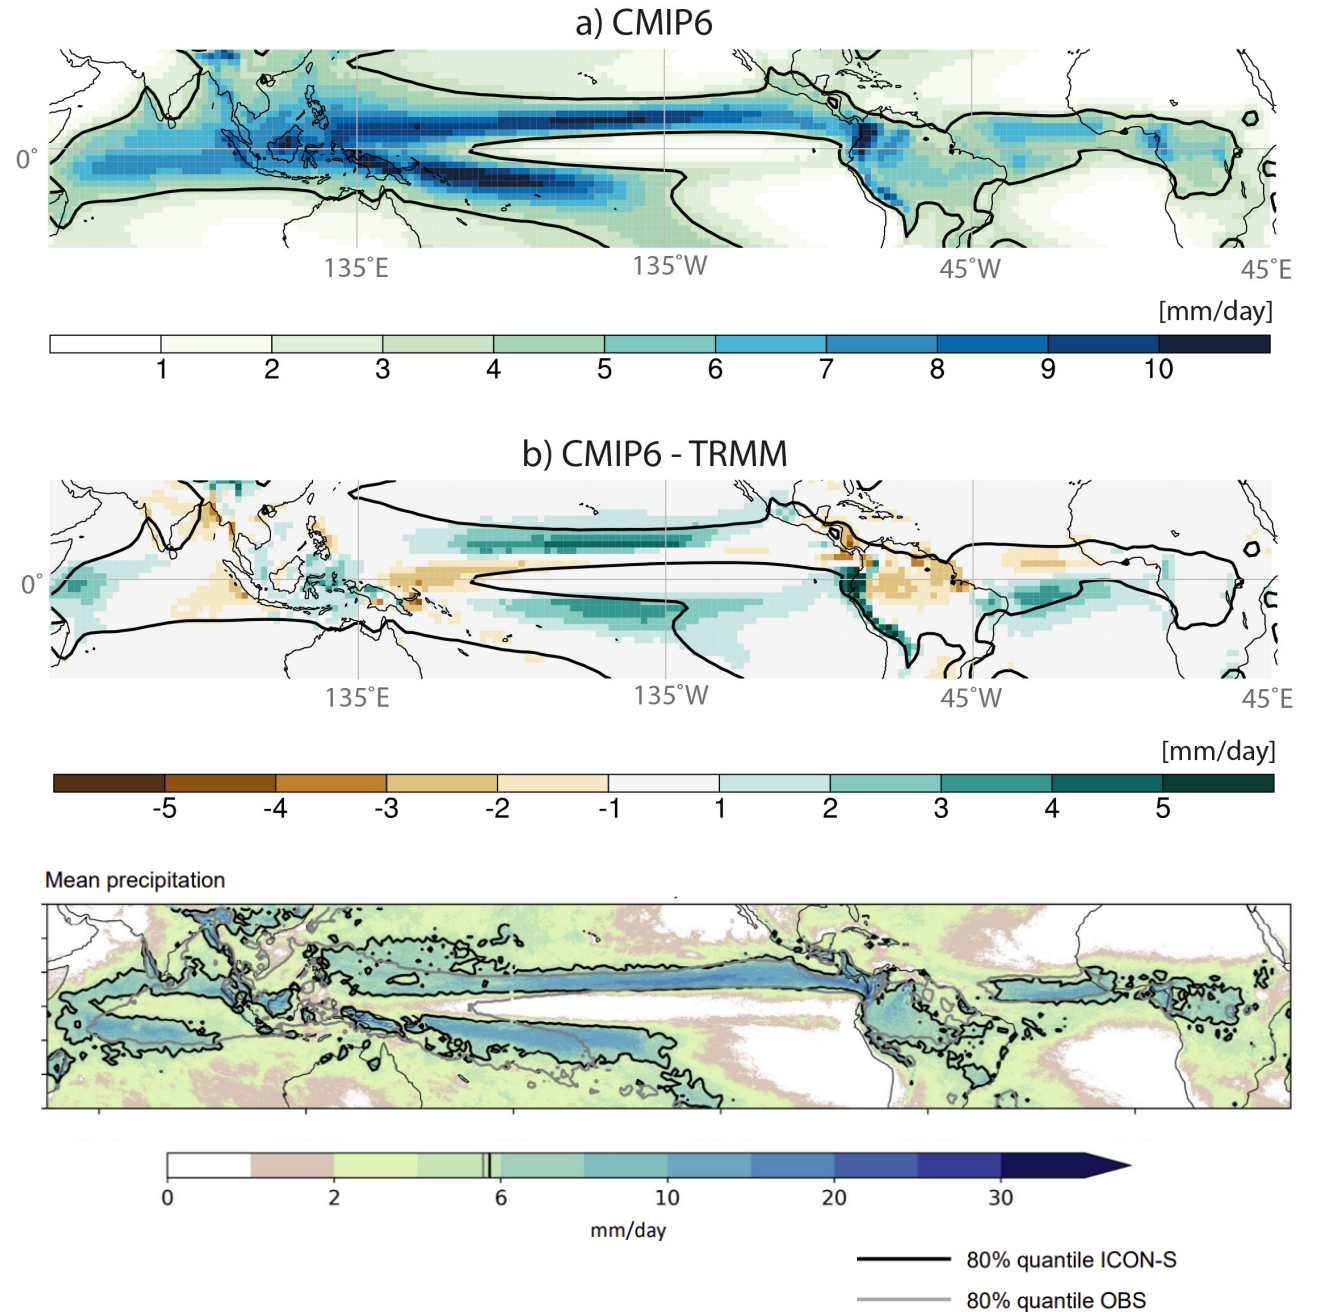 a) CMIP6
0°
135°E 135°W 45°W 45°E
[mm/day]
1 2 3 4 5 6 7 8 9 10
b) CMIP6 - TRMM
0°
135°E 135°W 45°W 45°E
[mm/day]
-5 -4 -3 -2 -1 1 2 3 4 5
Mean precipitation
0 2 6 10 20 30
mm/day
80% quantile ICON-S
80% quantile OBS